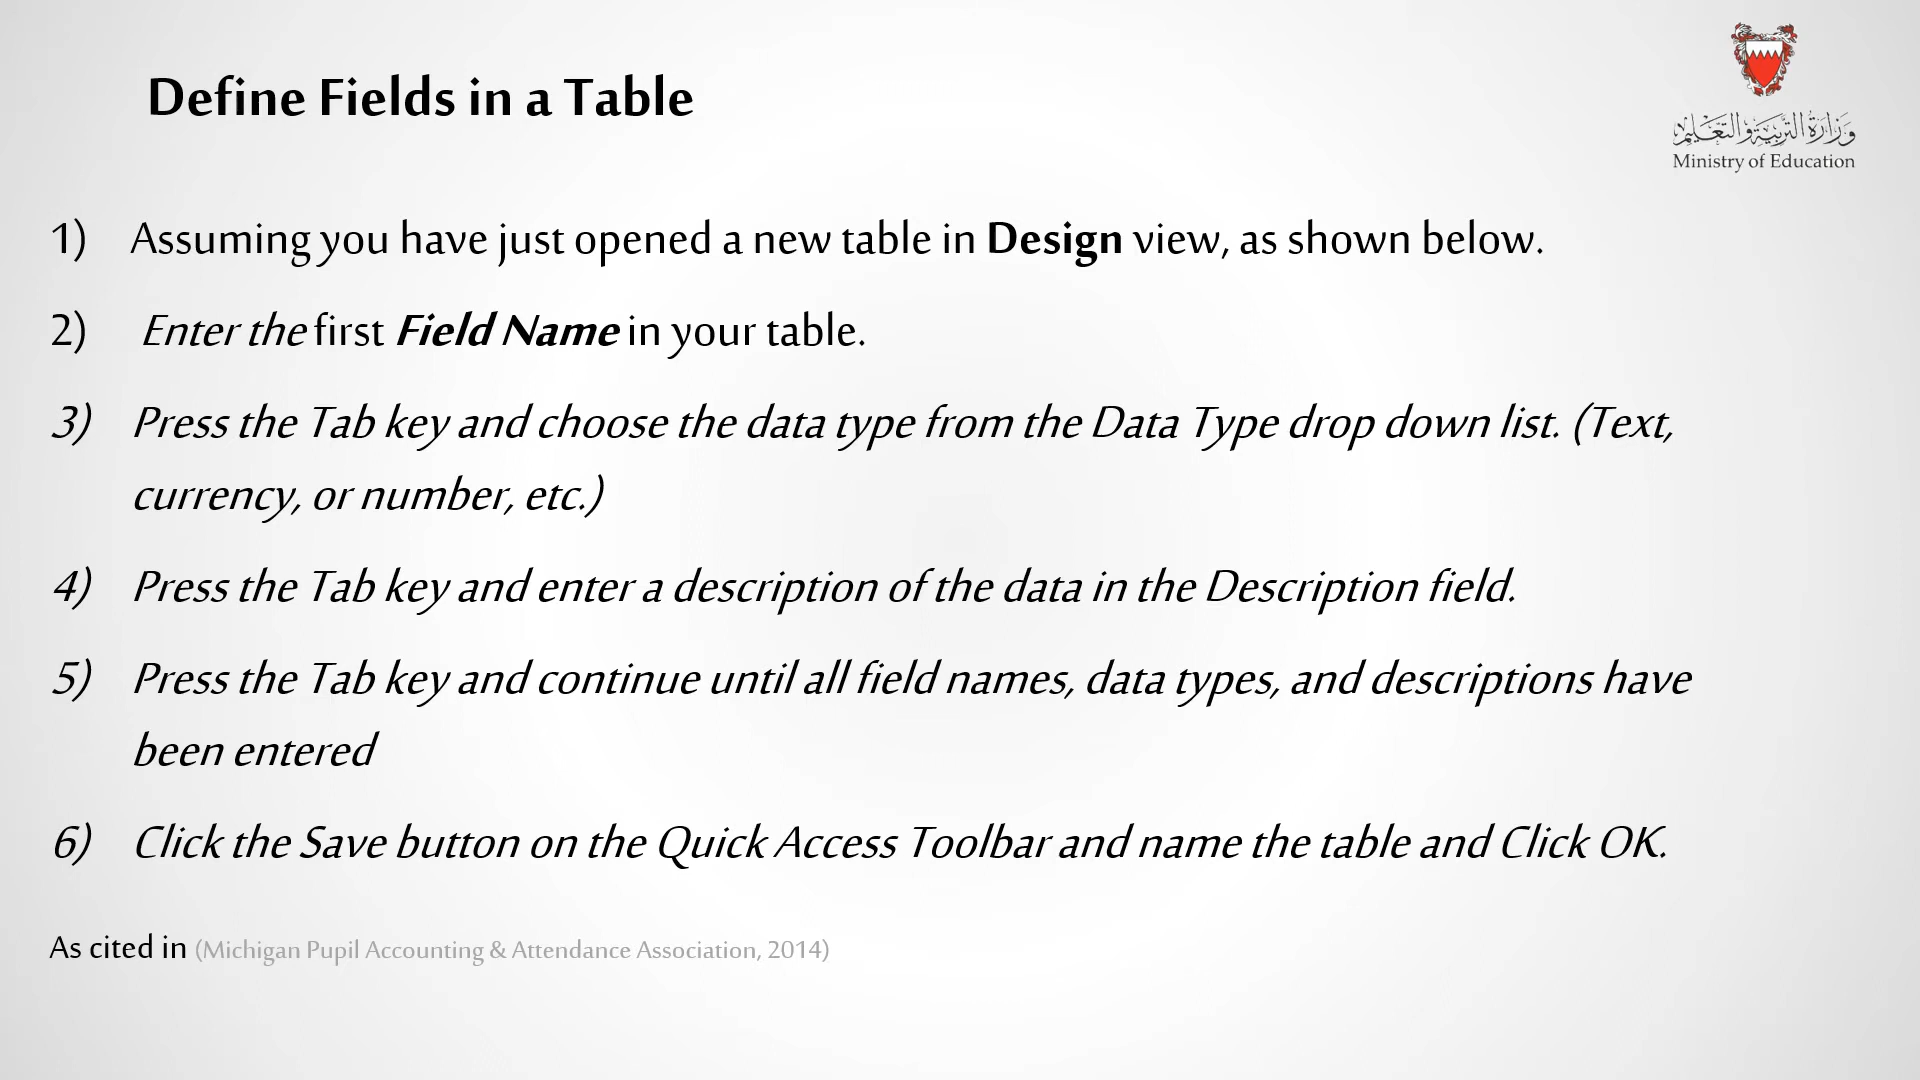 Define Fields in a Table
وزارة التربية والتعليم
Ministry of Education
1) Assuming you have just opened a new table in Design view, as shown below.
2) Enter the first Field Name in your table.
3) Press the Tab key and choose the data type from the Data Type drop down list. (Text,
currency, or number, etc.)
4) Press the Tab key and enter a description of the data in the Description field.
5) Press the Tab key and continue until all field names, data types, and descriptions have
been entered
6) Click the Save button on the Quick Access Toolbar and name the table and Click OK.
As cited in (Michigan Pupil Accounting & Attendance Association, 2014)